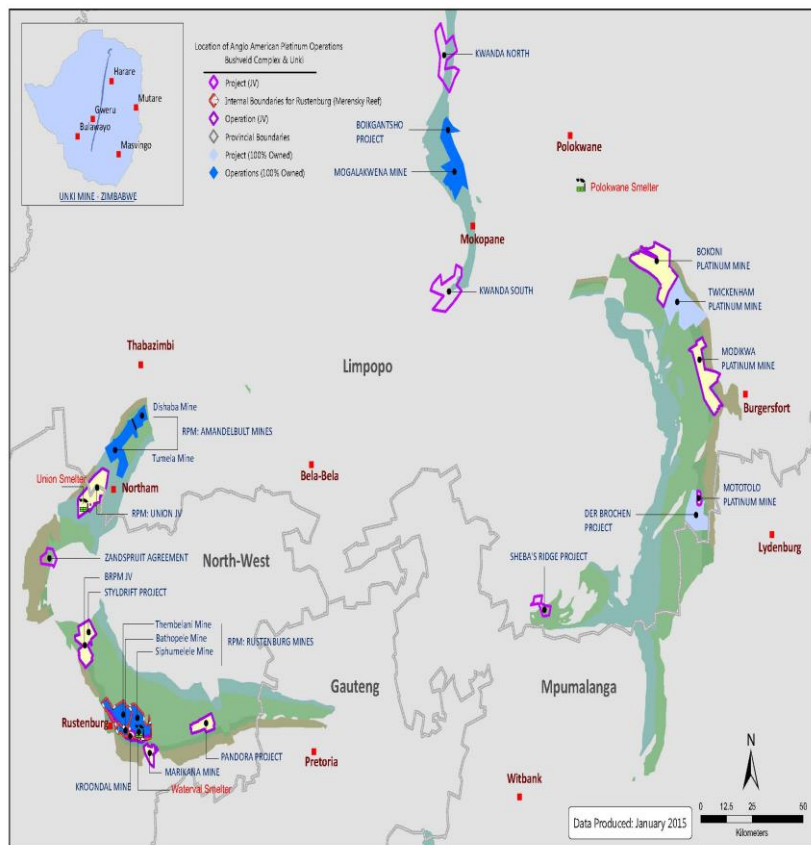 Harare
Mutare
Gweru
Bulawayo
Masvingo
UNKI MINE - ZIMBABWE
Location of Anglo American Platinum Operations
Bushveld Complex & Unki
Project (JV)
Internal Boundaries for Rustenburg (Merensky Reef)
Operation (JV)
Provincial Boundaries
Project (100% Owned)
Operations (100% Owned)
KWANDA NORTH
BOIKGANTSHO
PROJECT
MOGALAKWENA MINE
Polokwane
Polokwane Smelter
Mokopane
KWANDA SOUTH
BOKONI
PLATINUM MINE
TWICKENHAM
PLATINUM MINE
MODIKWA
PLATINUM MINE
Burgersfort
Thabazimbi
Limpopo
Dishaba Mine
RPM: AMANDELBULT MINES
Tumela Mine
Union Smelter
Northam
RPM: UNION JV
Bela-Bela
MOTOTOLO
PLATINUM MINE
DER BROCHEN
PROJECT
Lydenburg
ZANDSPRUIT AGREEMENT
North-West
SHEBA'S RIDGE PROJECT
BRPM JV
STYLDRIFT PROJECT
Thembelani Mine
Bathopele Mine
Siphumelele Mine
RPM: RUSTENBURG MINES
Gauteng
Mpumalanga
Rustenburg
PANDORA PROJECT
Pretoria
MARIKANA MINE
KROONDAL MINE
Waterval Smelter
Witbank
N
Data Produced: January 2015
0 12.5 25 50
Kilometers